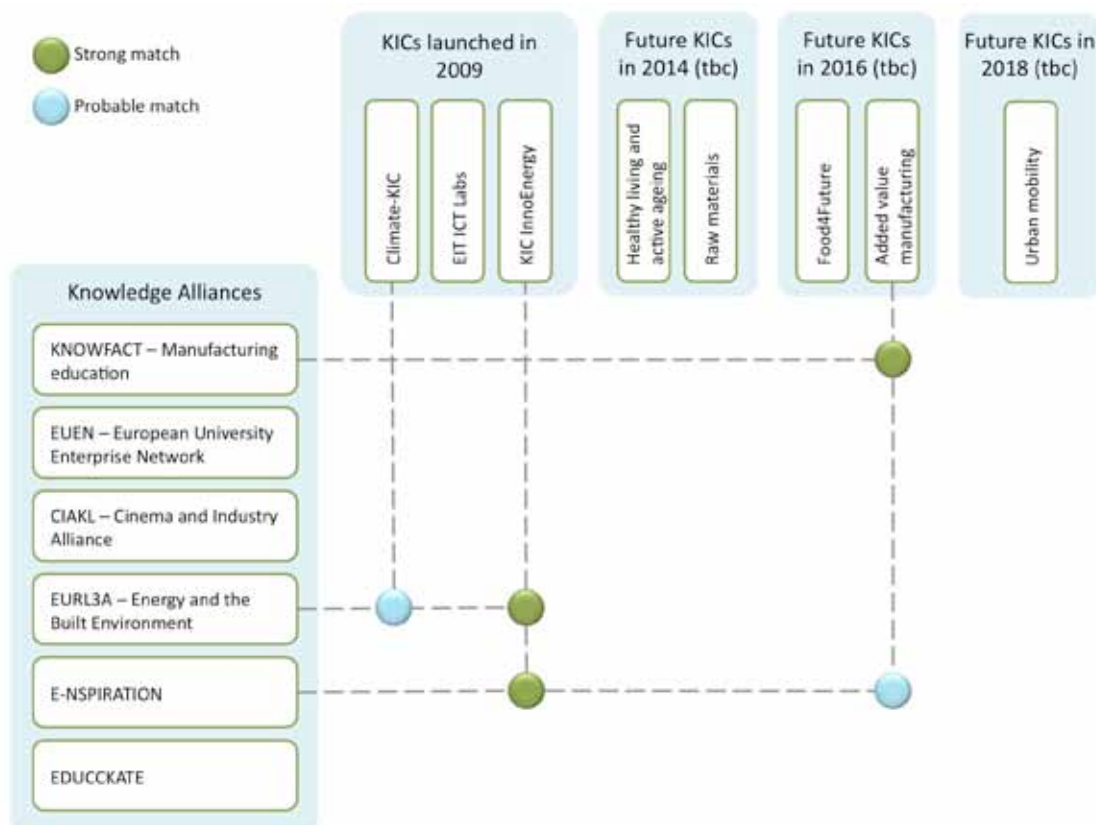 Strong match
Probable match
KICs launched in
2009
Climate-KIC
EIT ICT Labs
KIC InnoEnergy
Future KICs
in 2014 (tbc)
Healthy living and
active ageing
Raw materials
Future KICs
in 2016 (tbc)
Food4Future
Added value
manufacturing
Future KICs in
2018 (tbc)
Urban mobility
Knowledge Alliances
KNOWFACT – Manufacturing
education
EUEN – European University
Enterprise Network
CIAKL – Cinema and Industry
Alliance
EURL3A – Energy and the
Built Environment
E-NSPIRATION
EDUCCKATE